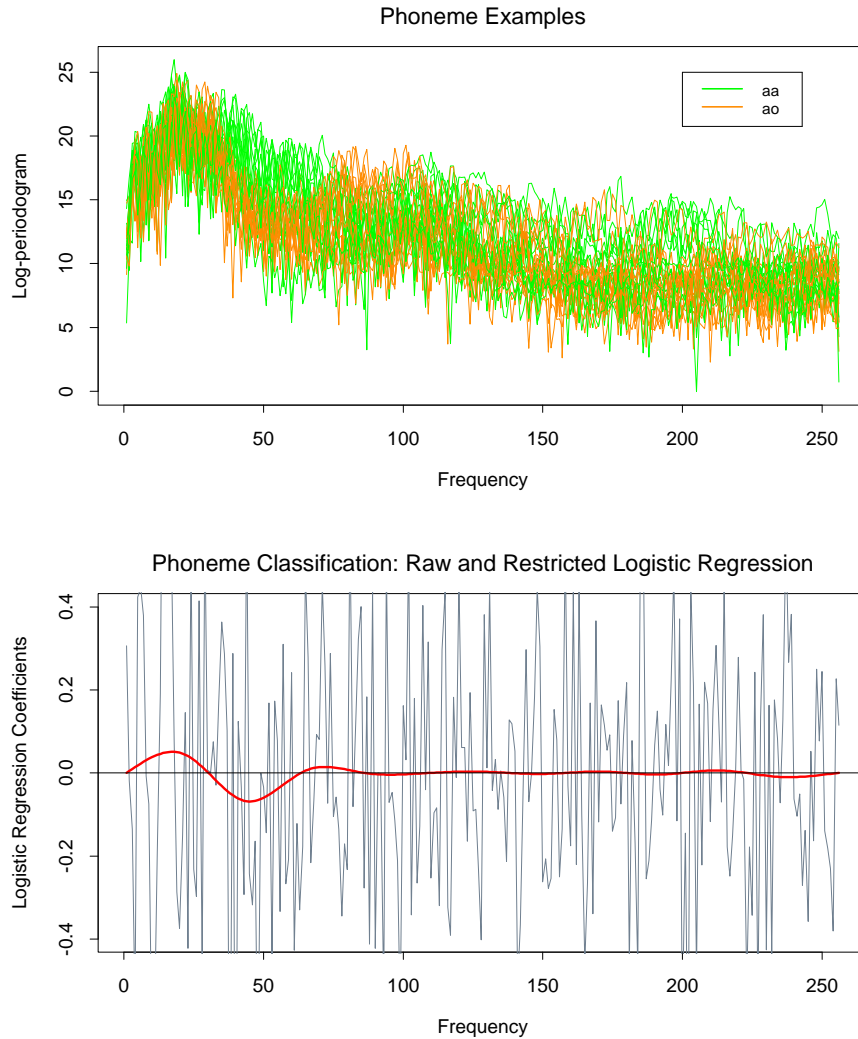 Phoneme Examples
25
20
15
10
5
0
Log-periodogram
aa
ao
0 50 100 150 200 250
Frequency
Phoneme Classification: Raw and Restricted Logistic Regression
0.4
0.2
0.0
-0.2
-0.4
Logistic Regression Coefficients
0 50 100 150 200 250
Frequency